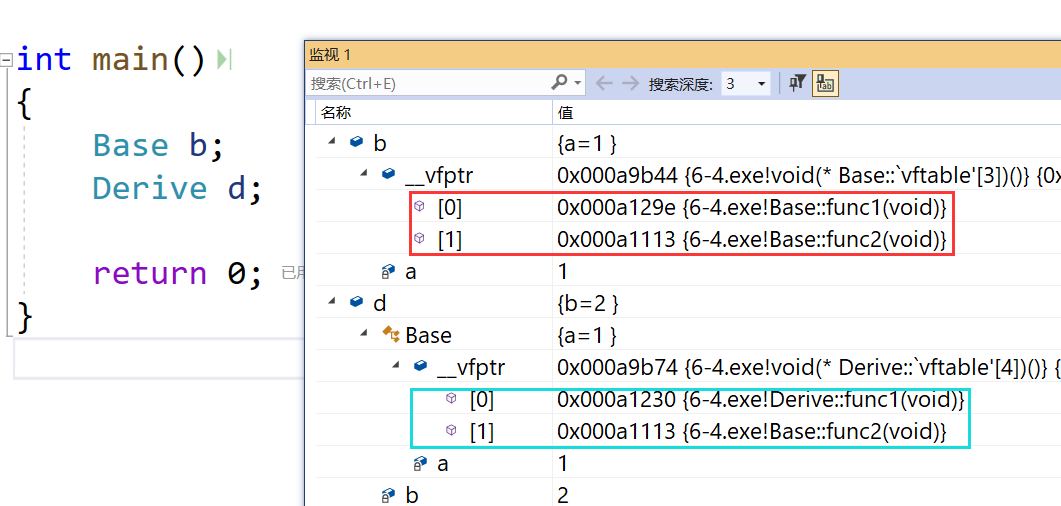 int main()
{
Base b;
Derive d;
return 0;
}
监视 1
搜索(Ctrl+E)
搜索深度: 3
名称 值
b {a=1 }
__vfptr 0x000a9b44 {6-4.exe!void(* Base::`vftable'[3])()} {0x
[0] 0x000a129e {6-4.exe!Base::func1(void)}
[1] 0x000a1113 {6-4.exe!Base::func2(void)}
a 1
d {b=2 }
Base {a=1 }
__vfptr 0x000a9b74 {6-4.exe!void(* Derive::`vftable'[4])()} {
[0] 0x000a1230 {6-4.exe!Derive::func1(void)}
[1] 0x000a1113 {6-4.exe!Base::func2(void)}
a 1
b 2